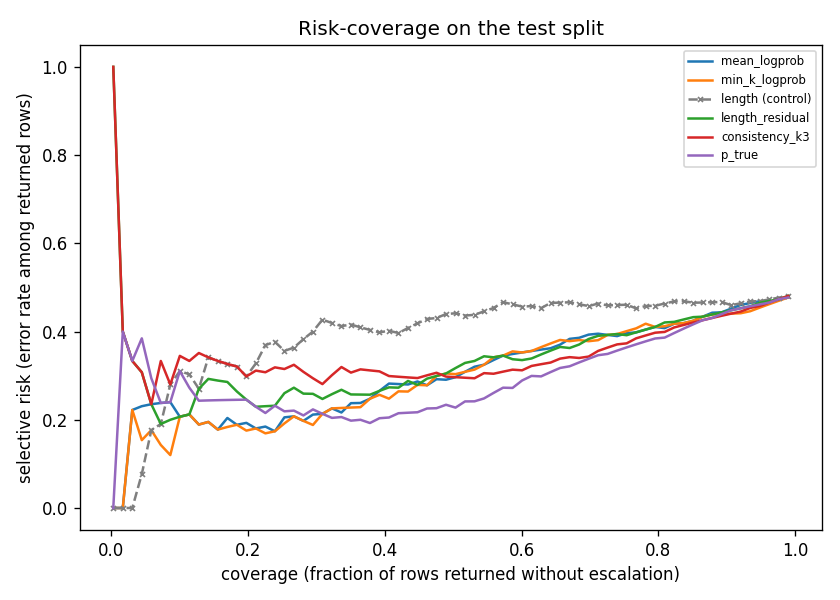 Risk-coverage on the test split
selective risk (error rate among returned rows)
1.0
0.8
0.6
0.4
0.2
0.0
mean_logprob
min_k_logprob
length (control)
length_residual
consistency_k3
p_true
0.0 0.2 0.4 0.6 0.8 1.0
coverage (fraction of rows returned without escalation)